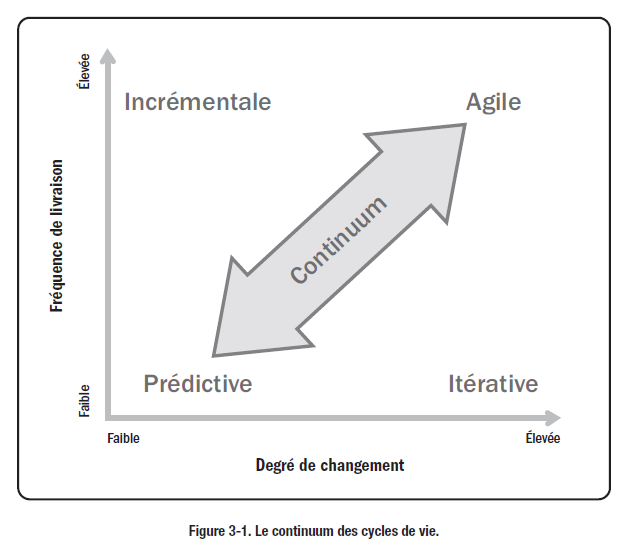 Élevée
Incrémentale
Agile
Fréquence de livraison
Continuum
Prédictive
Itérative
Faible
Faible
Élevée
Degré de changement
Figure 3-1. Le continuum des cycles de vie.